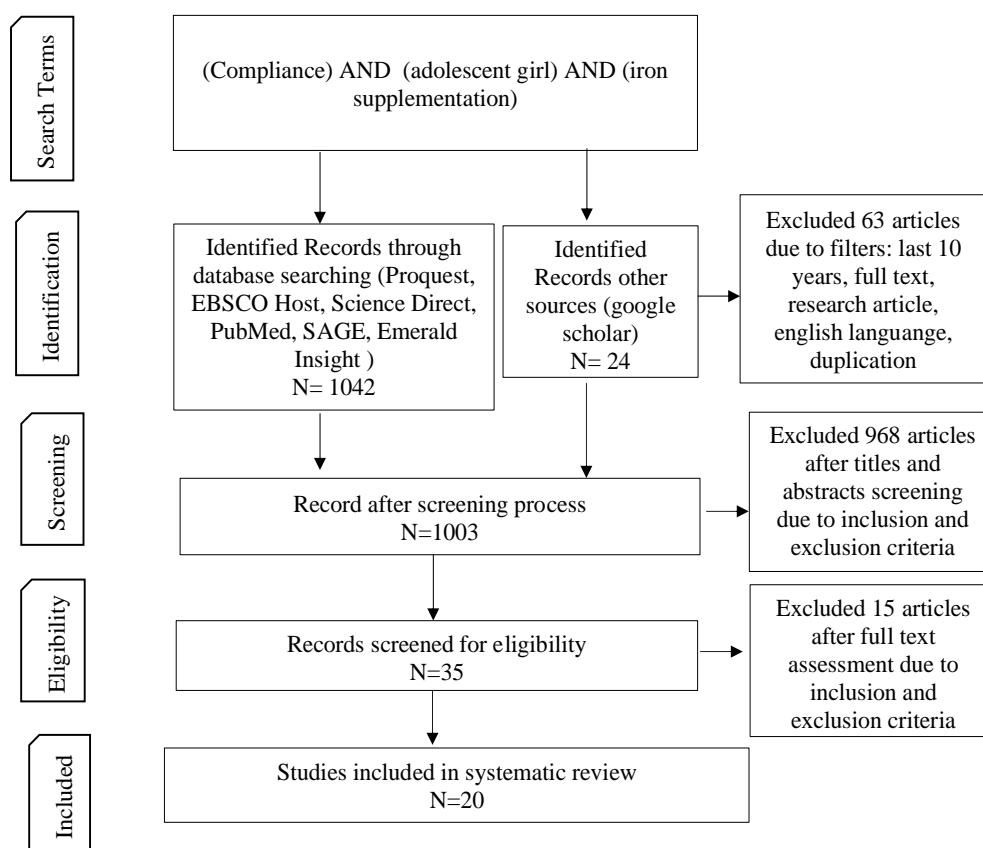 Search Terms
(Compliance) AND (adolescent girl) AND (iron
supplementation)
Identification
Identified Records through
database searching (Proquest,
EBSCO Host, Science Direct,
PubMed, SAGE, Emerald
Insight )
N= 1042
Identified
Records other
sources (google
scholar)
N= 24
Excluded 63 articles
due to filters: last 10
years, full text,
research article,
english languange,
duplication
Screening
Record after screening process
N=1003
Excluded 968 articles
after titles and
abstracts screening
due to inclusion and
exclusion criteria
Eligibility
Records screened for eligibility
N=35
Excluded 15 articles
after full text
assessment due to
inclusion and
exclusion criteria
Included
Studies included in systematic review
N=20